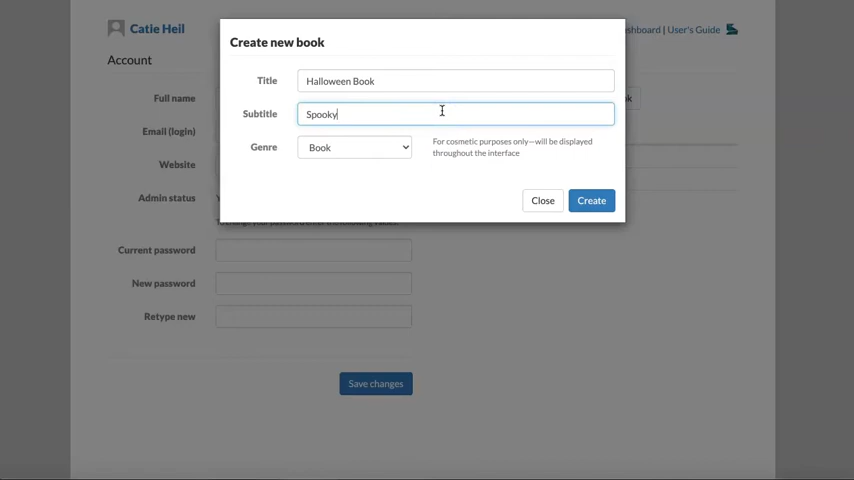 Catie Heil
shboard | User's Guide
Create new book
Account
Title
Halloween Book
Full name
Subtitle
Spooky
Email (login)
Genre
Book
For cosmetic purposes only—will be displayed
throughout the interface
Website
Admin status
Close
Create
Current password
New password
Retype new
Save changes